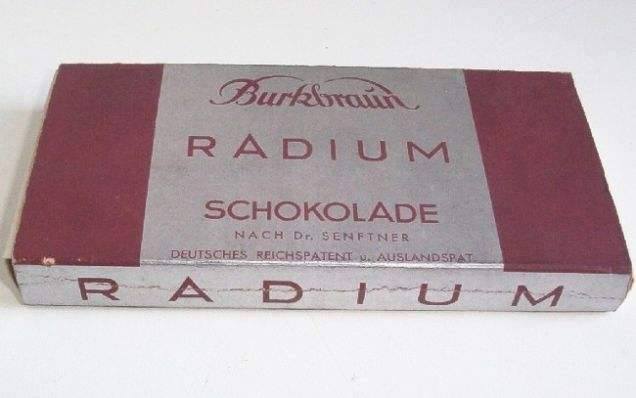 Burkbraun
RADIUM
SCHOKOLADE
NACH Dr. SENFTNER
DEUTSCHES REICHSPATENT u. AUSLANDSPAT.
RADIUM